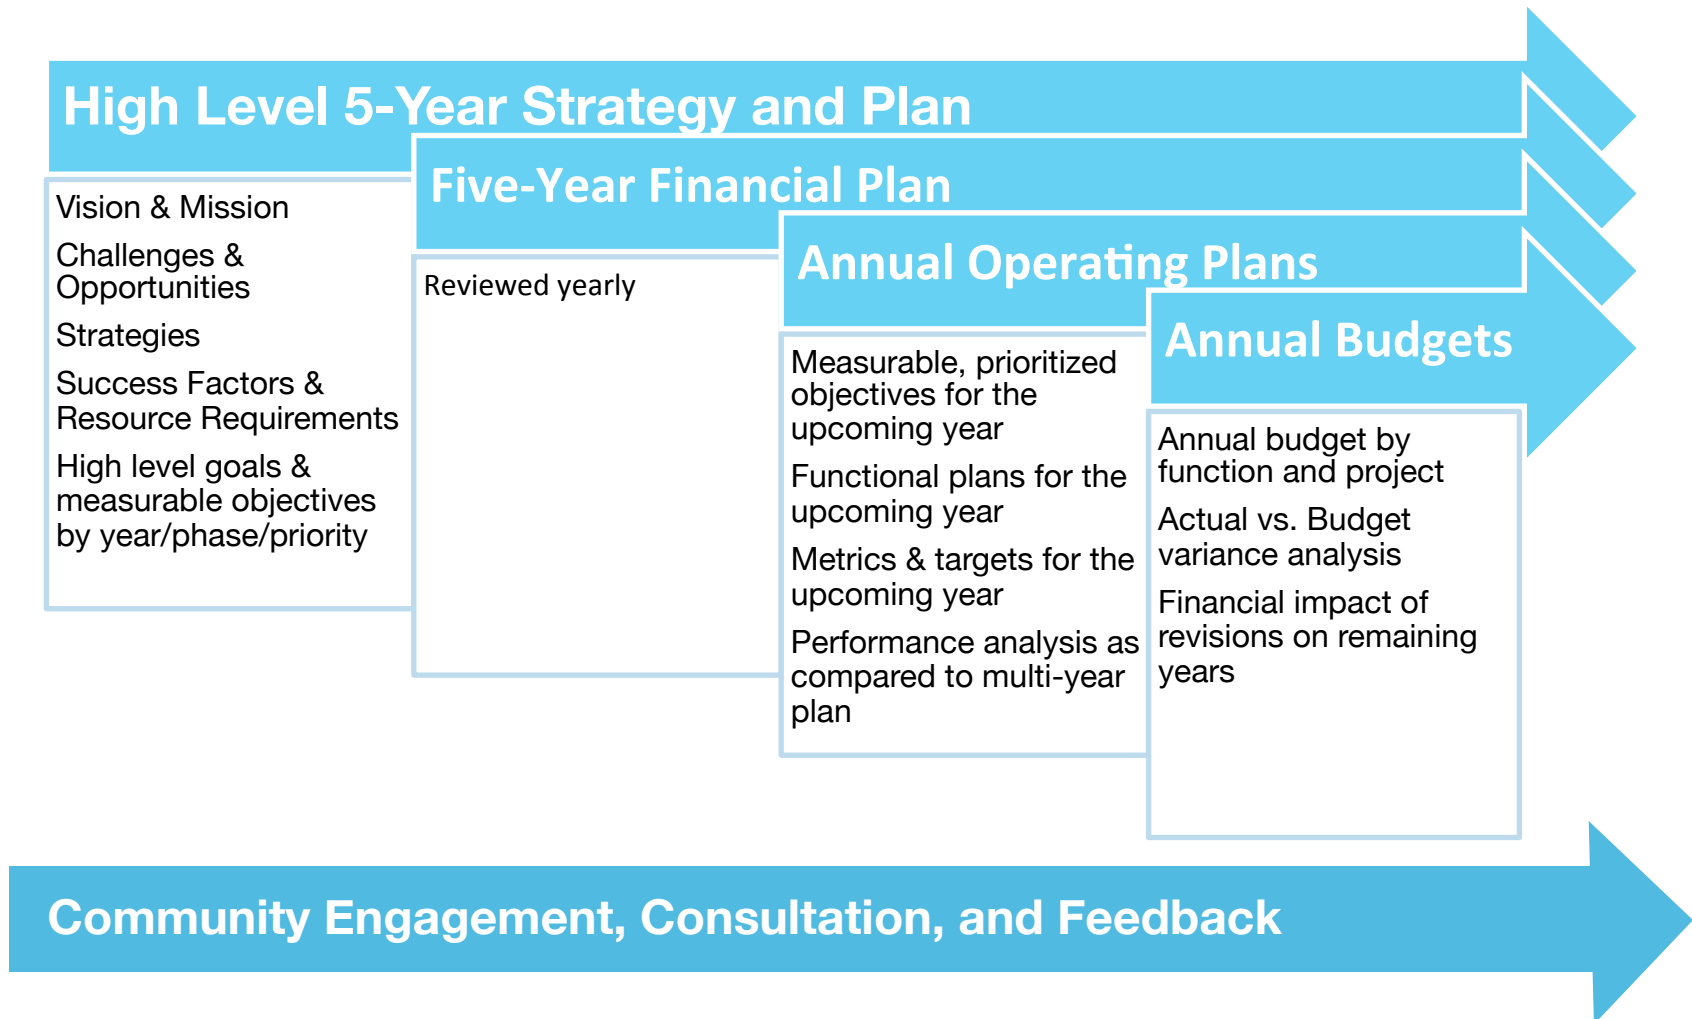 High Level 5-Year Strategy and Plan
Vision & Mission
Challenges &
Opportunities
Strategies
Success Factors &
Resource Requirements
High level goals &
measurable objectives
by year/phase/priority
Five-Year Financial Plan
Reviewed yearly
Annual Operating Plans
Measurable, prioritized
objectives for the
upcoming year
Functional plans for the
upcoming year
Metrics & targets for the
upcoming year
Performance analysis as
compared to multi-year
plan
Annual Budgets
Annual budget by
function and project
Actual vs. Budget
variance analysis
Financial impact of
revisions on remaining
years
Community Engagement, Consultation, and Feedback